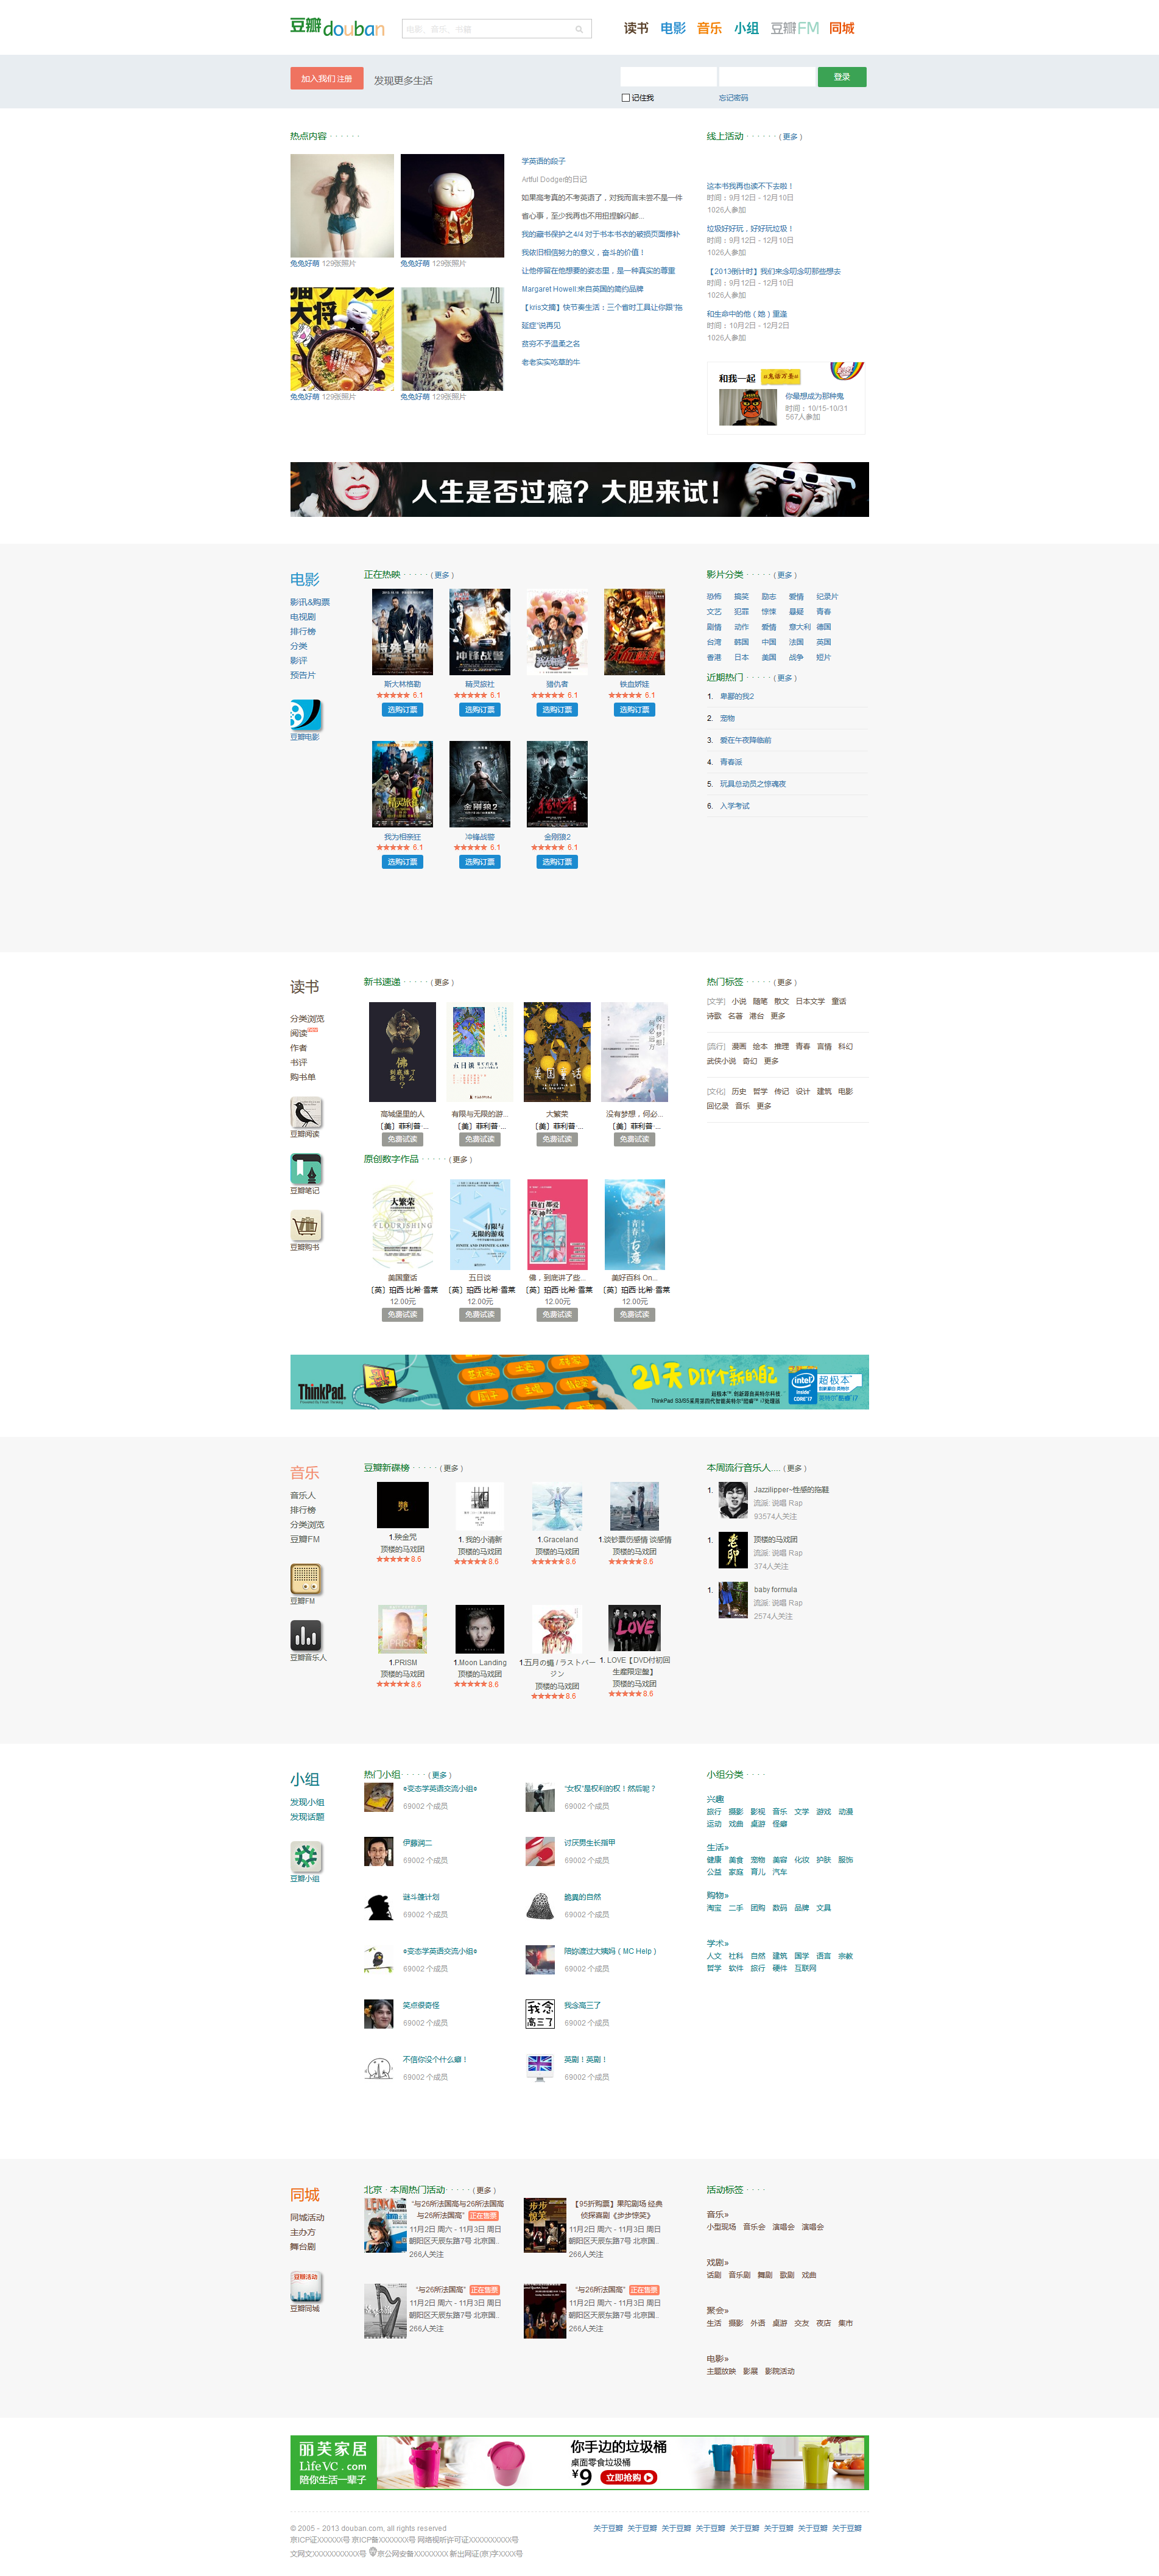 豆瓣douban
电影、音乐、书籍
读书 电影 音乐 小组 豆瓣FM 同城
加入我们 注册 发现更多生活
登录
记住我 忘记密码
热点内容 · · · · · ·
兔兔好萌 129张照片
兔兔好萌 129张照片
猫ラーメン大将
20
兔兔好萌 129张照片
兔兔好萌 129张照片
学英语的段子
Artful Dodger的日记
如果高考真的不考英语了，对我而言未尝不是一件
省心事，至少我再也不用扭捏躲闪邮...
我的藏书保护之4/4 对于书本书衣的破损页面修补
我依旧相信努力的意义，奋斗的价值！
让他停留在他想要的姿态里，是一种真实的尊重
Margaret Howell:来自英国的简约品牌
【kris文摘】快节奏生活：三个省时工具让你跟“拖
延症”说再见
贫穷不予温柔之名
老老实实吃草的牛
线上活动 · · · · · · ( 更多 )
这本书我再也读不下去啦！
时间：9月12日 - 12月10日
1026人参加
垃圾好好玩，好好玩垃圾！
时间：9月12日 - 12月10日
1026人参加
【2013倒计时】我们来念叨念叨那些想去
时间：9月12日 - 12月10日
1026人参加
和生命中的他（她）重逢
时间：10月2日 - 12月2日
1026人参加
和我一起
你最想成为那种鬼
时间：10/15-10/31
567人参加
人生是否过瘾？大胆来试！
电影
影讯&购票
电视剧
排行榜
分类
影评
预告片
豆瓣电影
正在热映 · · · · · ( 更多 )
斯大林格勒 精灵旅社 猎仇者 铁血娇娃
6.1 6.1 6.1 6.1
选购订票 选购订票 选购订票 选购订票
我为相亲狂 冲锋战警 金刚狼2
6.1 6.1 6.1
选购订票 选购订票 选购订票
影片分类 · · · · · ( 更多 )
恐怖 搞笑 励志 爱情 纪录片
文艺 犯罪 惊悚 悬疑 青春
剧情 动作 爱情 意大利 德国
台湾 韩国 中国 法国 英国
香港 日本 美国 战争 短片
近期热门 · · · · · ( 更多 )
1. 卑鄙的我2
2. 宠物
3. 爱在午夜降临前
4. 青春派
5. 玩具总动员之惊魂夜
6. 入学考试
读书
分类浏览
阅读
作者
书评
购书单
豆瓣阅读
豆瓣笔记
豆瓣购书
新书速递 · · · · · ( 更多 )
高城堡里的人 有限与无限的游... 大繁荣 没有梦想，何必...
［美］菲利普·... ［美］菲利普·... ［美］菲利普·... ［美］菲利普·...
免费试读 免费试读 免费试读 免费试读
原创数字作品 · · · · · ( 更多 )
美国童话 五日谈 佛，到底讲了些... 美好百科 On...
［英］珀西·比希·雪莱 ［英］珀西·比希·雪莱 ［英］珀西·比希·雪莱 ［英］珀西·比希·雪莱
12.00元 12.00元 12.00元 12.00元
免费试读 免费试读 免费试读 免费试读
热门标签 · · · · · ( 更多 )
[文学] 小说 随笔 散文 日本文学 童话
诗歌 名著 港台 更多
[流行] 漫画 绘本 推理 青春 言情 科幻
武侠小说 奇幻 更多
[文化] 历史 哲学 传记 设计 建筑 电影
回忆录 音乐 更多
ThinkPad.
21天DIY个新的自己
ThinkPad S3/S5采用第四代智能英特尔®酷睿™ i7处理器
intel inside CORE i7
超极本™
音乐
音乐人
排行榜
分类浏览
豆瓣FM
豆瓣FM
豆瓣音乐人
豆瓣新碟榜 · · · · · ( 更多 )
1.殃金咒 1. 我的小清新 1.Graceland 1.谈钞票伤感情 谈感情
顶楼的马戏团 顶楼的马戏团 顶楼的马戏团 顶楼的马戏团
8.6 8.6 8.6 8.6
1.PRISM 1.Moon Landing 1.五月の蝿 / ラストバージン 1. LOVE【DVD付初回生産限定盤】
顶楼的马戏团 顶楼的马戏团 顶楼的马戏团 顶楼的马戏团
8.6 8.6 8.6 8.6
本周流行音乐人.... ( 更多 )
1. Jazzilipper~性感的拖鞋
流派: 说唱 Rap
93574人关注
1. 顶楼的马戏团
流派: 说唱 Rap
374人关注
1. baby formula
流派: 说唱 Rap
2574人关注
小组
发现小组
发现话题
豆瓣小组
热门小组 · · · · · ( 更多 )
¤变态学英语交流小组¤ “女权”是权利的权！然后呢？
69002 个成员 69002 个成员
伊藤润二 讨厌男生长指甲
69002 个成员 69002 个成员
谜斗篷计划 脆異的自然
69002 个成员 69002 个成员
¤变态学英语交流小组¤ 陪妳渡过大姨妈（MC Help）
69002 个成员 69002 个成员
笑点很奇怪 我念高三了
69002 个成员 69002 个成员
不信你没个什么癖！ 英剧！英剧！
69002 个成员 69002 个成员
小组分类 · · · ·
兴趣
旅行 摄影 影视 音乐 文学 游戏 动漫
运动 戏曲 桌游 怪癖
生活»
健康 美食 宠物 美容 化妆 护肤 服饰
公益 家庭 育儿 汽车
购物»
淘宝 二手 团购 数码 品牌 文具
学术»
人文 社科 自然 建筑 国学 语言 宗教
哲学 软件 旅行 硬件 互联网
同城
同城活动
主办方
舞台剧
豆瓣活动
豆瓣同城
北京 · 本周热门活动 · · · · · ( 更多 )
“与26所法国高与26所法国高
与26所法国高” 正在售票
11月2日 周六 - 11月3日 周日
朝阳区天辰东路7号 北京国..
266人关注
【95折购票】果陀剧场 经典
侦探喜剧《步步惊笑》
11月2日 周六 - 11月3日 周日
朝阳区天辰东路7号 北京国..
266人关注
“与26所法国高” 正在售票
11月2日 周六 - 11月3日 周日
朝阳区天辰东路7号 北京国..
266人关注
“与26所法国高” 正在售票
11月2日 周六 - 11月3日 周日
朝阳区天辰东路7号 北京国..
266人关注
活动标签 · · · ·
音乐»
小型现场 音乐会 演唱会 演唱会
戏剧»
话剧 音乐剧 舞剧 歌剧 戏曲
聚会»
生活 摄影 外语 桌游 交友 夜店 集市
电影»
主题放映 影展 影院活动
丽芙家居
LifeVC.com
陪你生活一辈子
你手边的垃圾桶
桌面零食垃圾桶
¥9 立即抢购
© 2005 - 2013 douban.com, all rights reserved
京ICP证XXXXXX号 京ICP备XXXXXXX号 网络视听许可证XXXXXXXXXX号
文网文XXXXXXXXXXX号 京公网安备XXXXXXXX 新出网证(京)字XXXX号
关于豆瓣 关于豆瓣 关于豆瓣 关于豆瓣 关于豆瓣 关于豆瓣 关于豆瓣 关于豆瓣